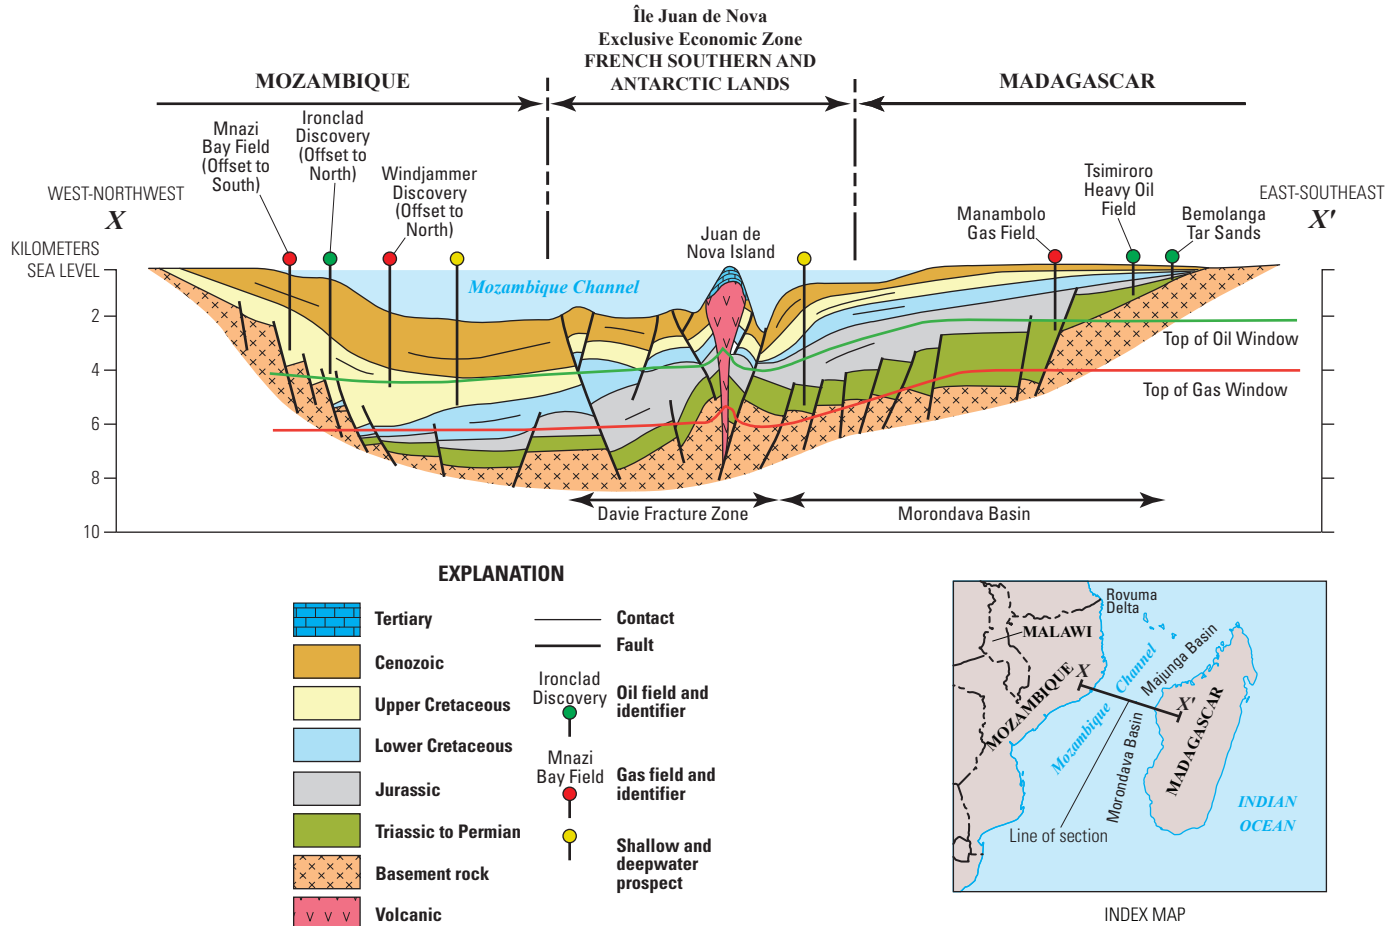 Île Juan de Nova
Exclusive Economic Zone
FRENCH SOUTHERN AND
ANTARCTIC LANDS
MOZAMBIQUE
MADAGASCAR
Mnazi
Bay Field
(Offset to
South)
Ironclad
Discovery
(Offset to
North)
Windjammer
Discovery
(Offset to
North)
Tsimiroro
Heavy Oil
Field
Manambolo
Gas Field
Bemolanga
Tar Sands
WEST-NORTHWEST
X
EAST-SOUTHEAST
X'
Juan de
Nova Island
KILOMETERS
SEA LEVEL
2
4
6
8
10
Mozambique Channel
Top of Oil Window
Top of Gas Window
Davie Fracture Zone
Morondava Basin
EXPLANATION
Tertiary
Cenozoic
Upper Cretaceous
Lower Cretaceous
Jurassic
Triassic to Permian
Basement rock
Volcanic
Contact
Fault
Ironclad
Discovery
Oil field and
identifier
Mnazi
Bay Field
Gas field and
identifier
Shallow and
deepwater
prospect
Rovuma
Delta
MALAWI
MOZAMBIQUE
X
Mozambique Channel
Majunga Basin
X'
MADAGASCAR
Morondava Basin
Line of section
INDIAN
OCEAN
INDEX MAP